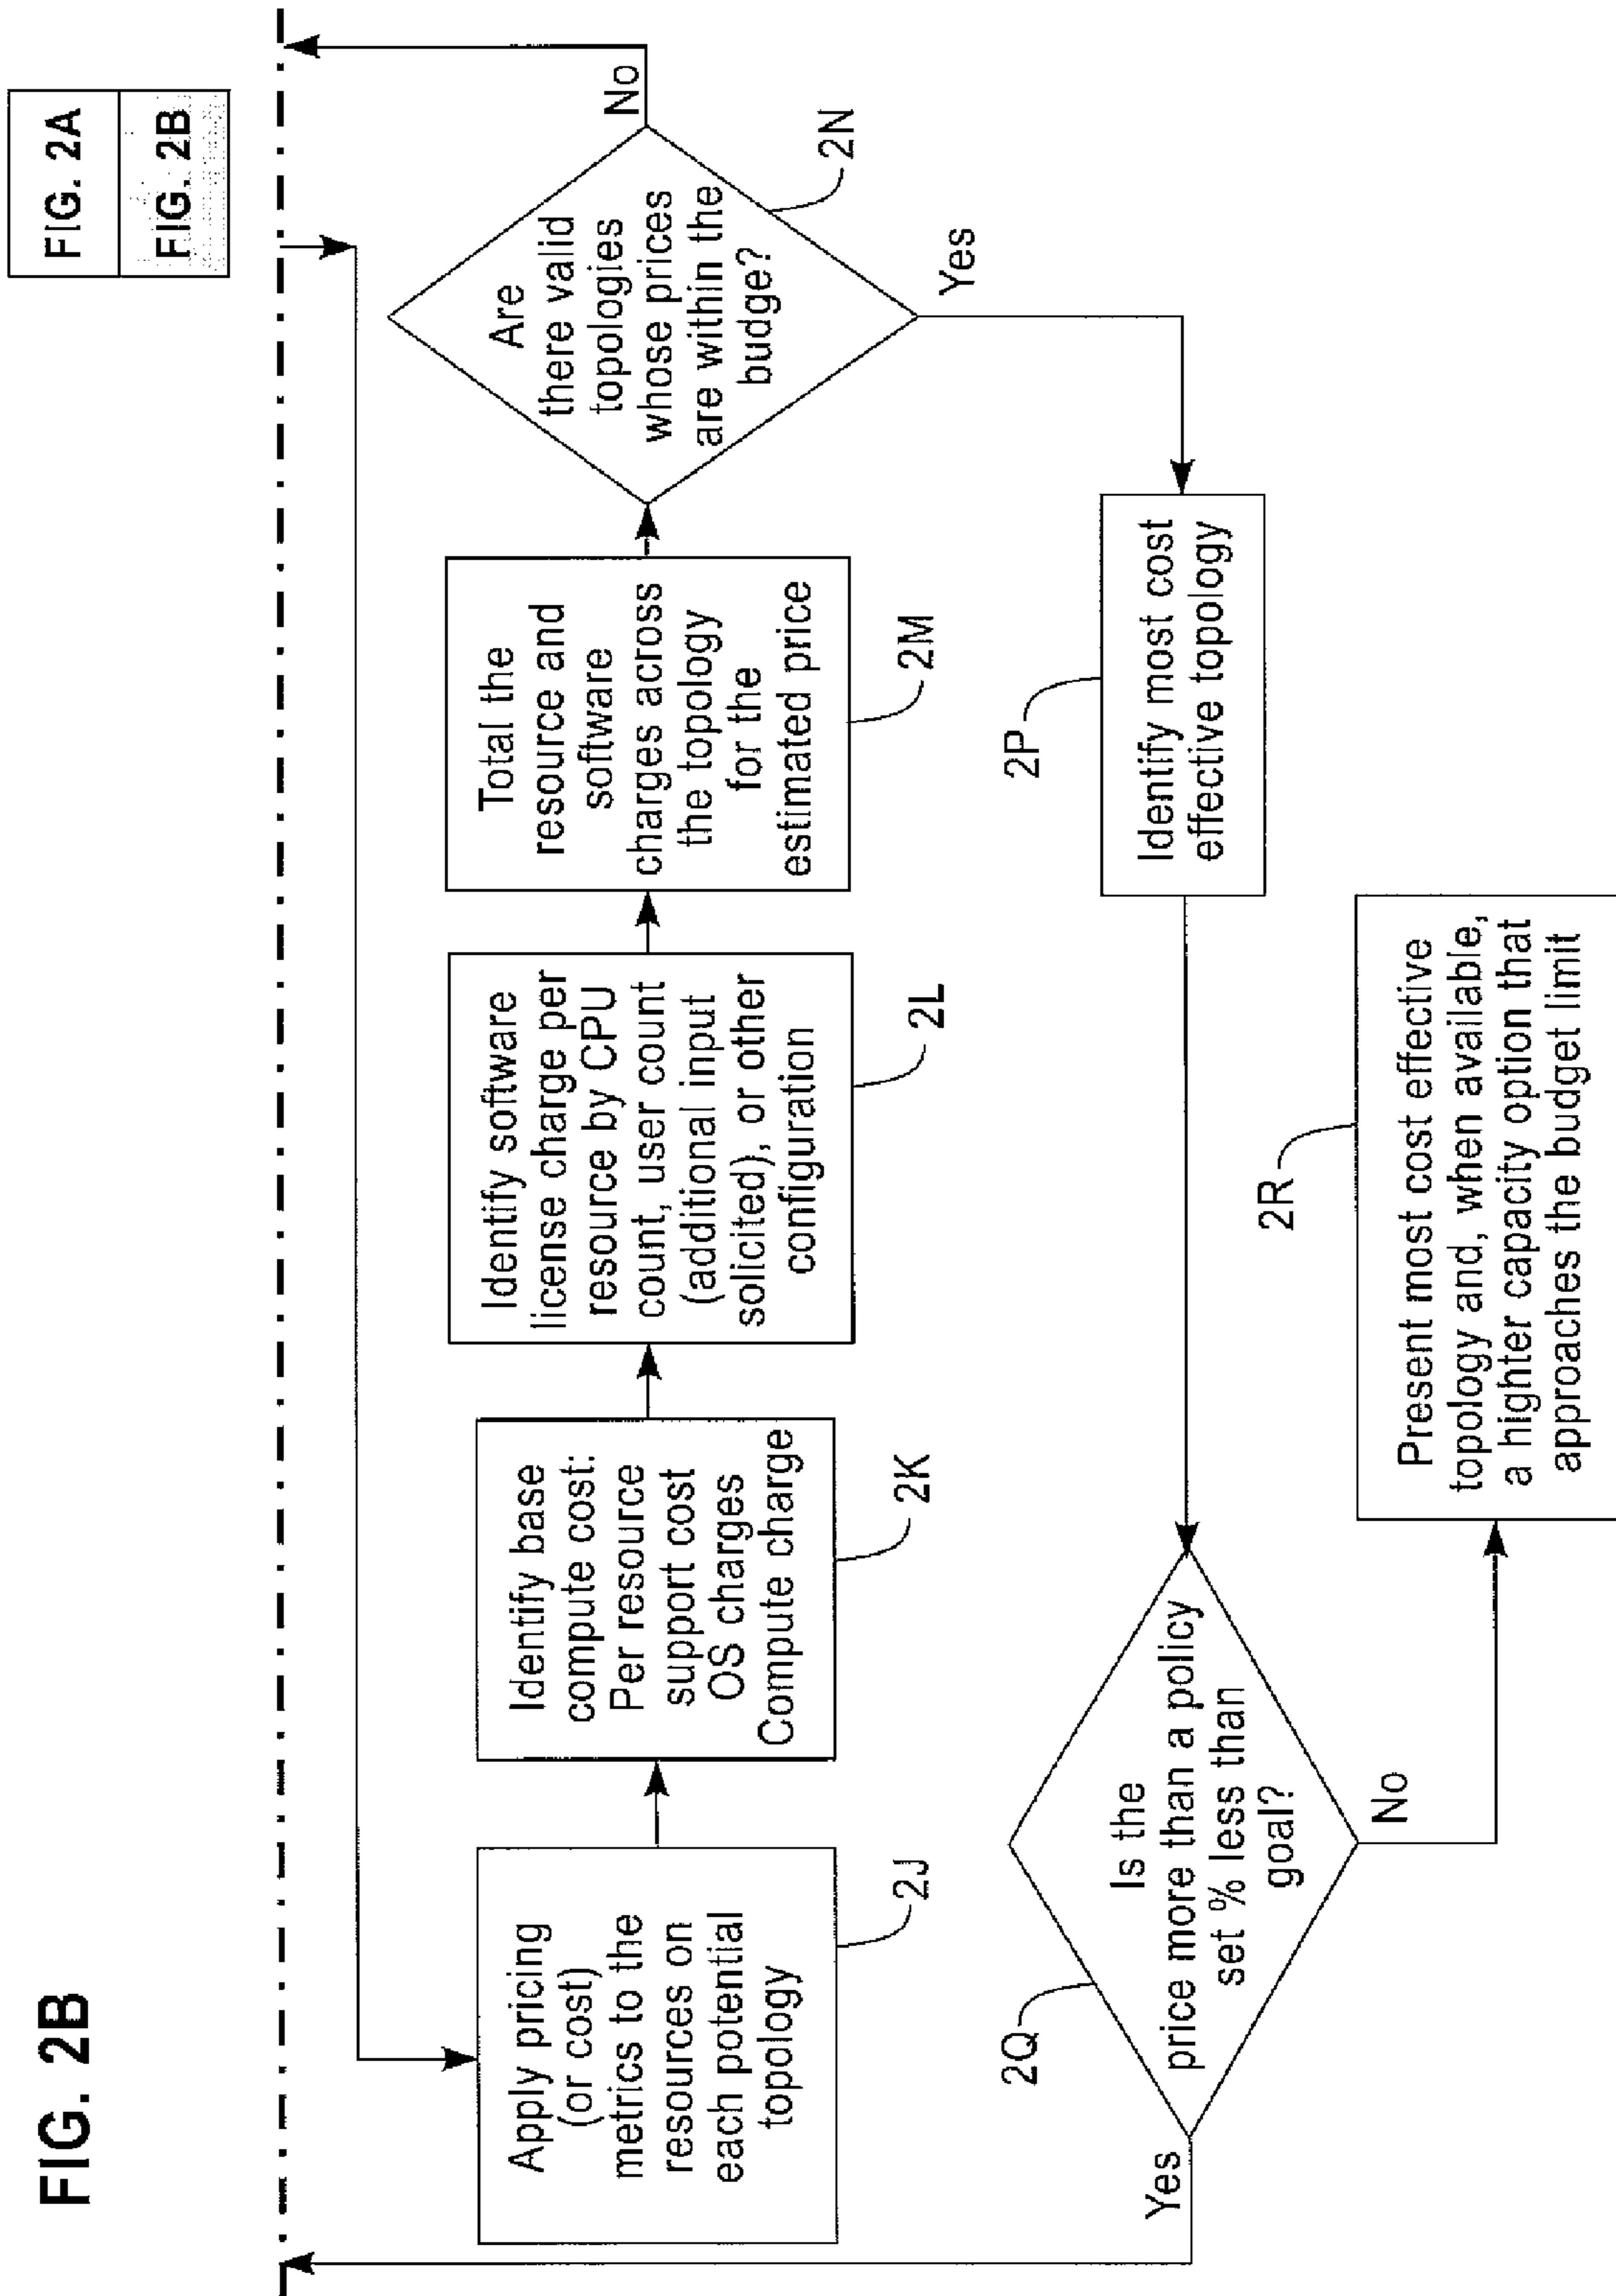 FIG. 2B
FIG. 2A
FIG. 2B
Apply pricing
(or cost)
metrics to the
resources on
each potential
topology
2J
Identify base
compute cost:
Per resource
support cost
OS charges
Compute charge
2K
Identify software
license charge per
resource by CPU
count, user count
(additional input
solicited), or other
configuration
2L
Total the
resource and
software
charges across
the topology
for the
estimated price
2M
Are
there valid
topologies
whose prices
are within the
budge?
2N
No
Yes
2P
Identify most cost
effective topology
2Q
Is the
price more than a policy
set % less than
goal?
Yes
No
2R
Present most cost effective
topology and, when available,
a highter capacity option that
approaches the budget limit